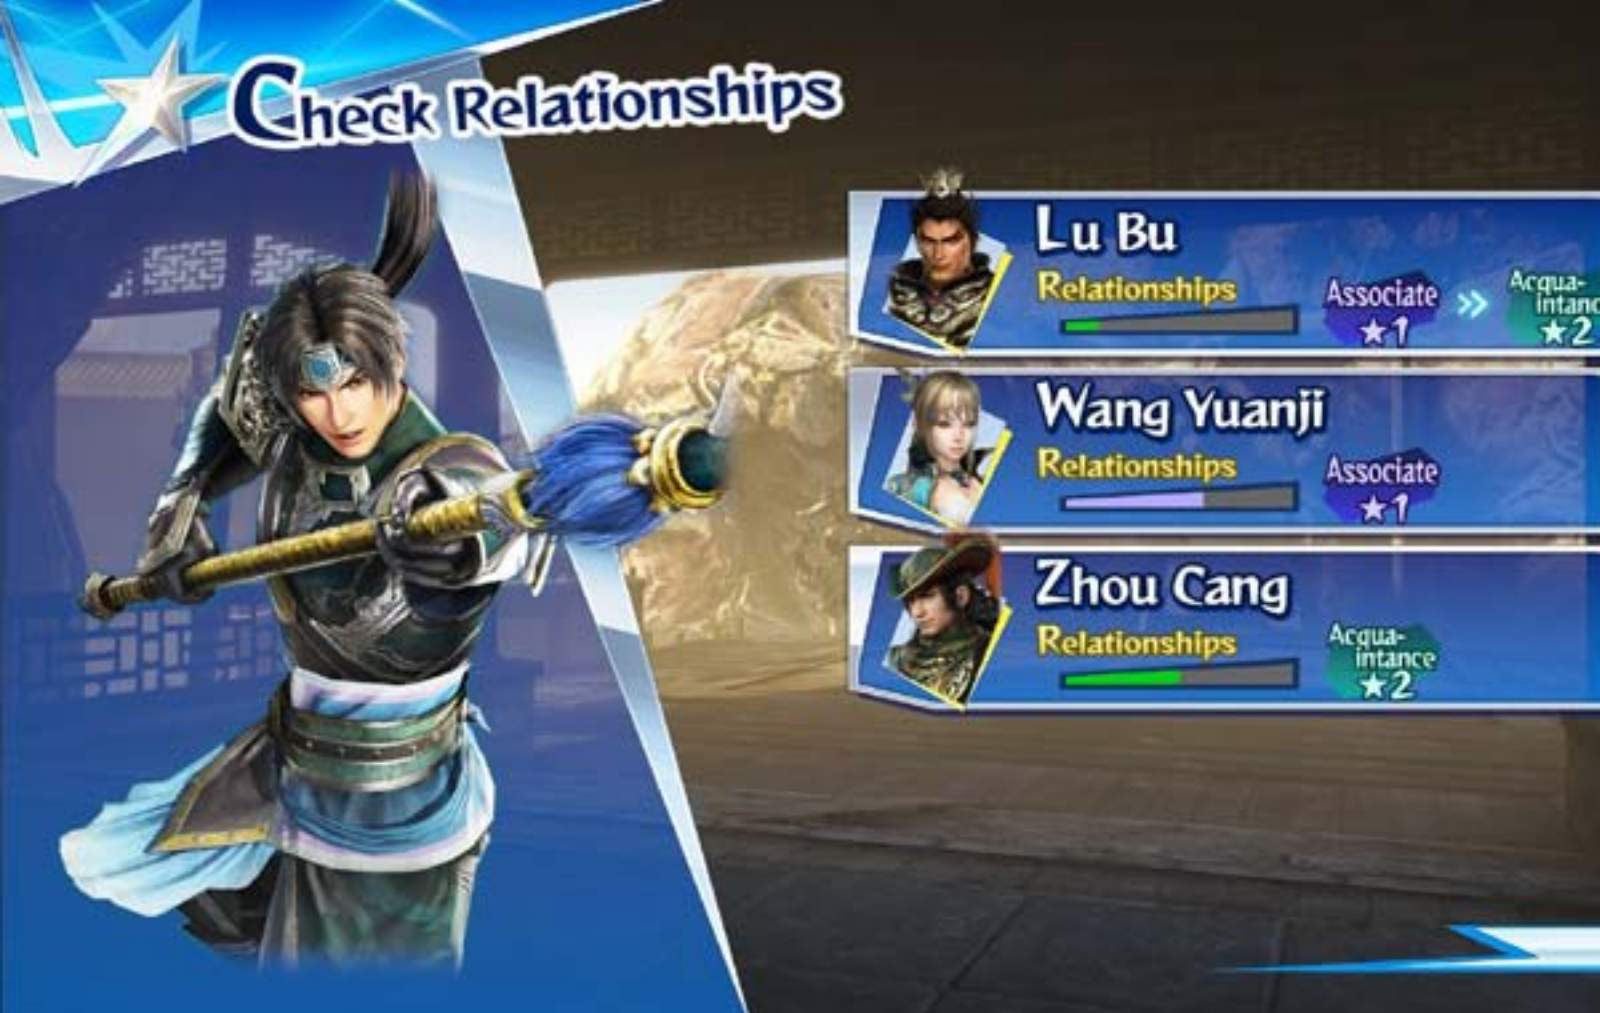 Check Relationships
Lu Bu
Relationships
Associate
★1
»
Acqua-
intanc
★2
Wang Yuanji
Relationships
Associate
★1
Zhou Cang
Relationships
Acqua-
intance
★2